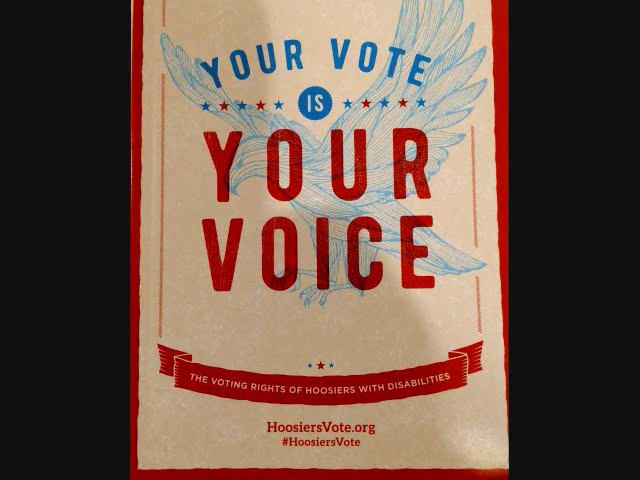 YOUR VOTE
IS
YOUR
VOICE
THE VOTING RIGHTS OF HOOSIERS WITH DISABILITIES
HoosiersVote.org
#HoosiersVote